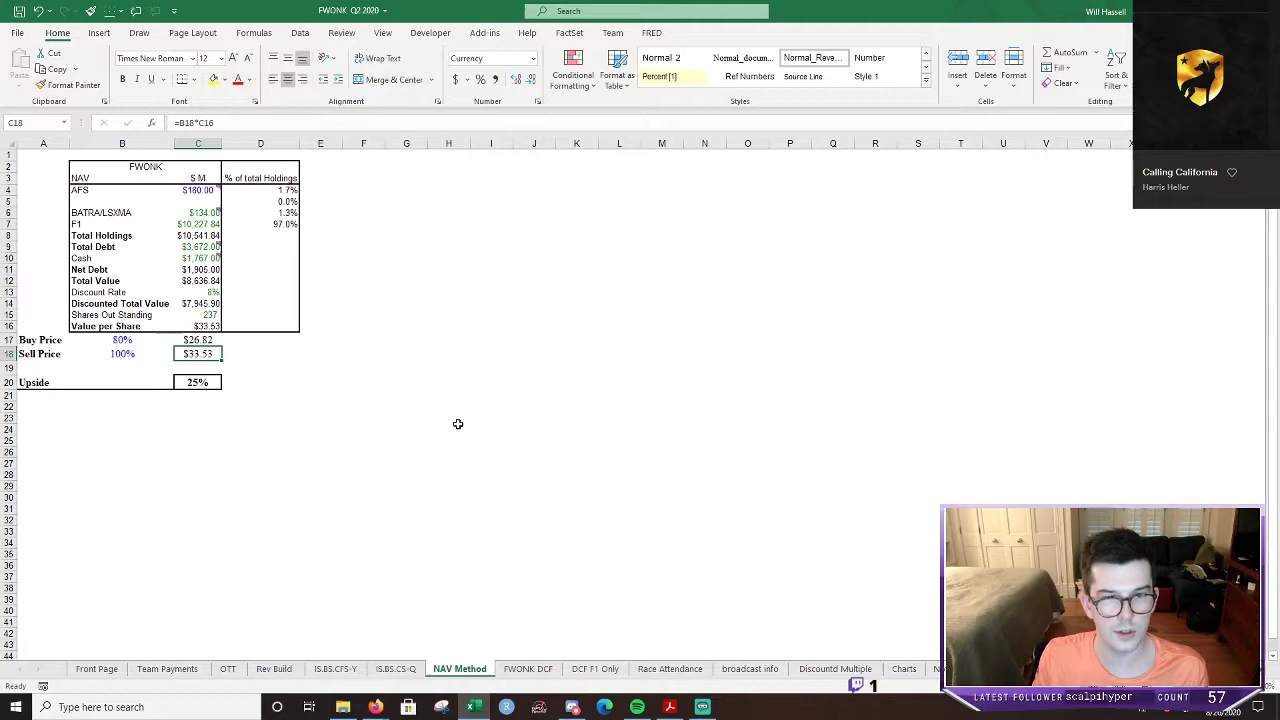 FWONK Q2 2020
Search
Will Hassell
File Home Insert Draw Page Layout Formulas Data Review View Developer Add-ins Help FactSet Team FRED
Paste
Cut
Copy
Format Painter
Clipboard
Times New Roman 12
B I U
Font
Wrap Text
Merge & Center
Alignment
Currency
Number
Conditional Formatting
Format as Table
Normal 2 Normal_docum... Normal_Reve... Number
Percent [1] Ref Numbers Source Line Style 1
Styles
Insert Delete Format
Cells
AutoSum
Fill
Clear
Sort & Filter
Editing
C18 =B18*C16
A B C D E F G H I J K L M N O P Q R S T U V W X
FWONK
NAV $ M % of total Holdings
AFS $180.00 1.7%
0.0%
BATRA/LSXMA $134.00 1.3%
F1 $10,227.84 97.0%
Total Holdings $10,541.84
Total Debt $3,672.00
Cash $1,767.00
Net Debt $1,905.00
Total Value $8,636.84
Discount Rate 8%
Discounted Total Value $7,945.90
Shares Out Standing 237
Value per Share $33.53
Buy Price 80% $26.82
Sell Price 100% $33.53
Upside 25%
Calling California
Harris Heller
Front Page Team Payments OTT Rev Build IS.BS.CFS-Y IS.BS.CS-Q NAV Method FWONK DCF DCF F1 Only Race Attendance broadcast info Discountd Multiple Charts
Ready
1
LATEST FOLLOWER scalpihyper COUNT 57
Type here to search
8/20/2020